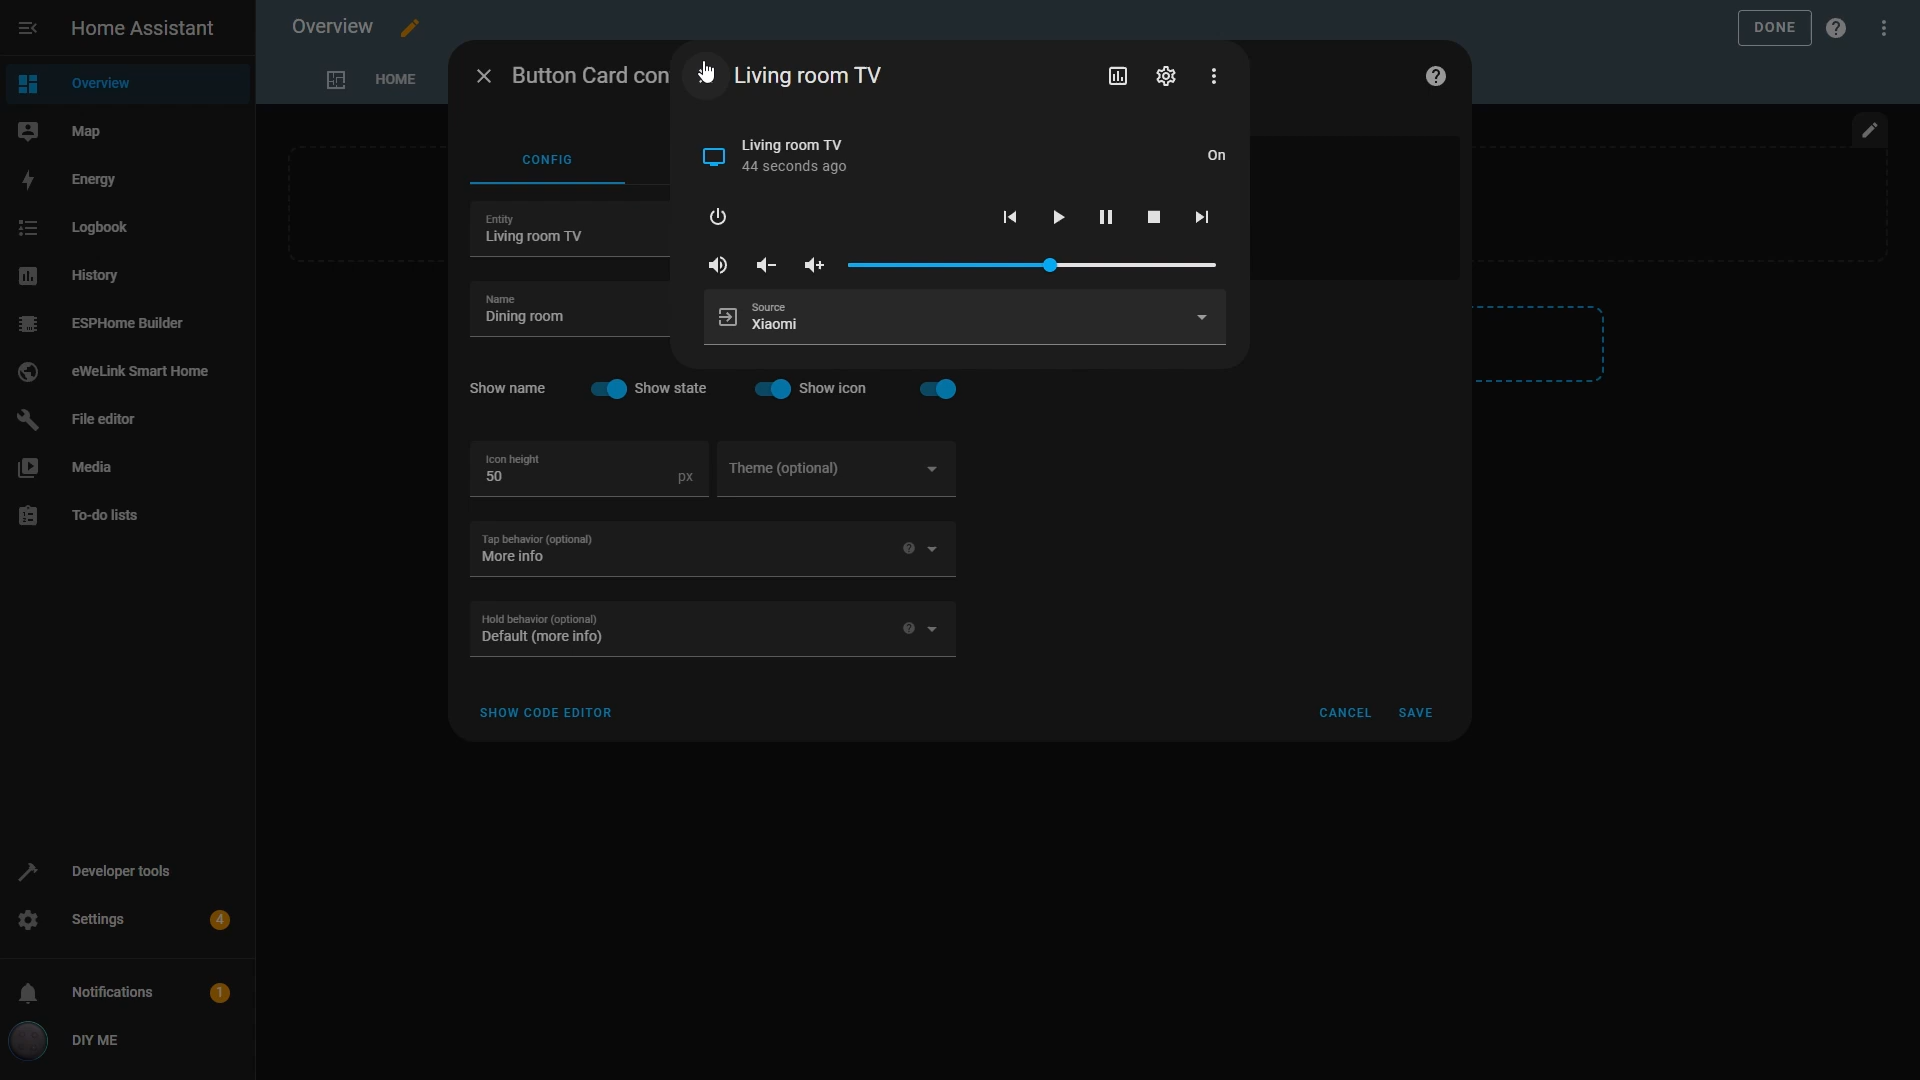 Home Assistant
Overview
Map
Energy
Logbook
History
ESPHome Builder
eWeLink Smart Home
File editor
Media
To-do lists
Developer tools
Settings
4
Notifications
1
DIY ME
Overview
DONE
HOME
Button Card con
CONFIG
Entity
Living room TV
Name
Dining room
Living room TV
Living room TV
44 seconds ago
On
Source
Xiaomi
Show name
Show state
Show icon
Icon height
50
px
Theme (optional)
Tap behavior (optional)
More info
Hold behavior (optional)
Default (more info)
SHOW CODE EDITOR
CANCEL
SAVE